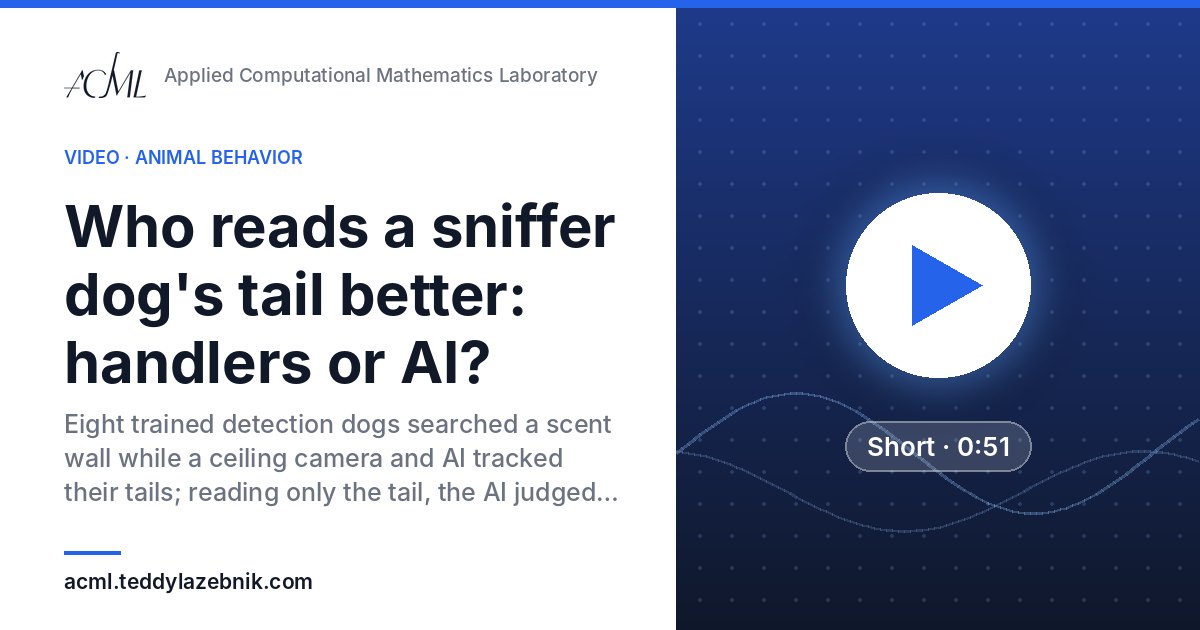 ACML Applied Computational Mathematics Laboratory
VIDEO · ANIMAL BEHAVIOR
Who reads a sniffer
dog's tail better:
handlers or AI?
Eight trained detection dogs searched a scent
wall while a ceiling camera and AI tracked
their tails; reading only the tail, the AI judged...
Short · 0:51
acml.teddylazebnik.com